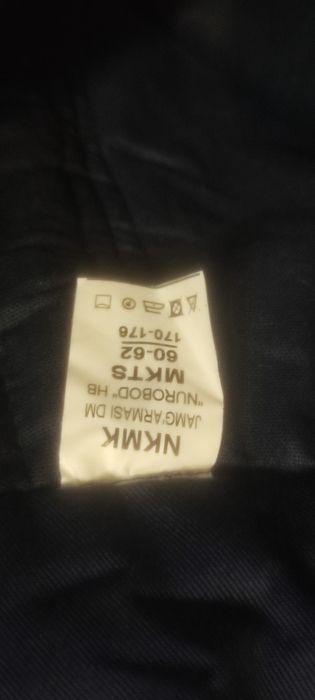 NKMK
JAMG'ARMASI DM
"NUROBOD" HB
MKTS
60-62
170-176